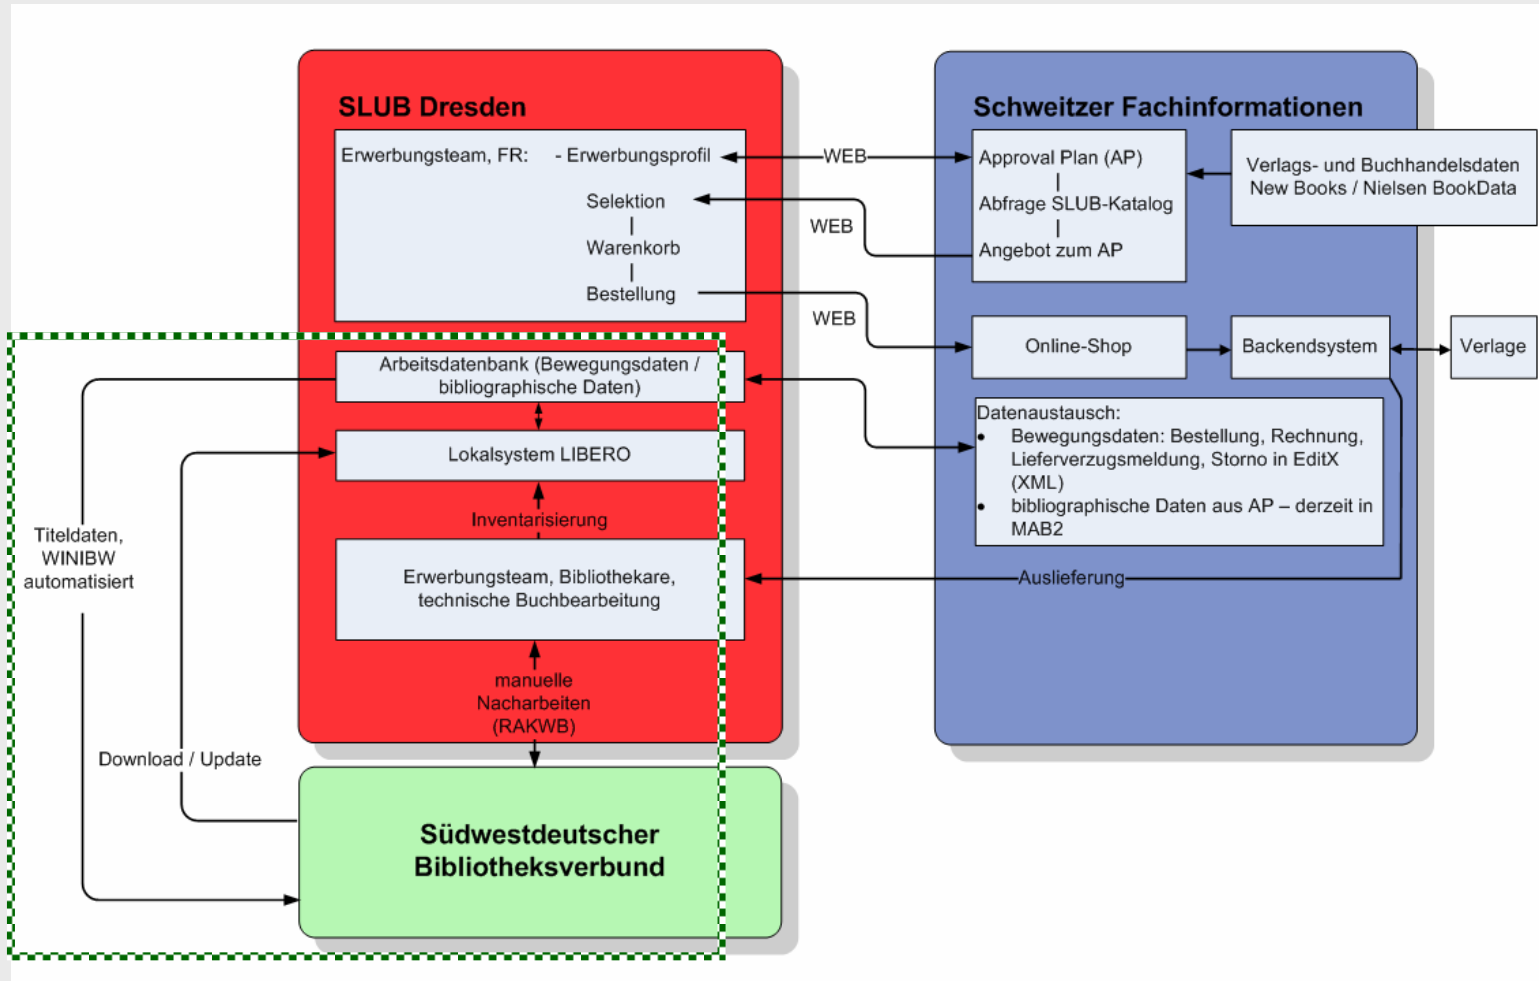 SLUB Dresden
Erwerbungsteam, FR: - Erwerbungsprofil
Selektion
|
Warenkorb
|
Bestellung
WEB
WEB
WEB
Schweitzer Fachinformationen
Approval Plan (AP)
|
Abfrage SLUB-Katalog
|
Angebot zum AP
Verlags- und Buchhandelsdaten
New Books / Nielsen BookData
Online-Shop
Backendsystem
Verlage
Arbeitsdatenbank (Bewegungsdaten /
bibliographische Daten)
Lokalsystem LIBERO
Inventarisierung
Erwerbungsteam, Bibliothekare,
technische Buchbearbeitung
manuelle
Nacharbeiten
(RAKWB)
Datenaustausch:
• Bewegungsdaten: Bestellung, Rechnung,
Lieferverzugsmeldung, Storno in EditX
(XML)
• bibliographische Daten aus AP – derzeit in
MAB2
Auslieferung
Titeldaten,
WINIBW
automatisiert
Download / Update
Südwestdeutscher
Bibliotheksverbund